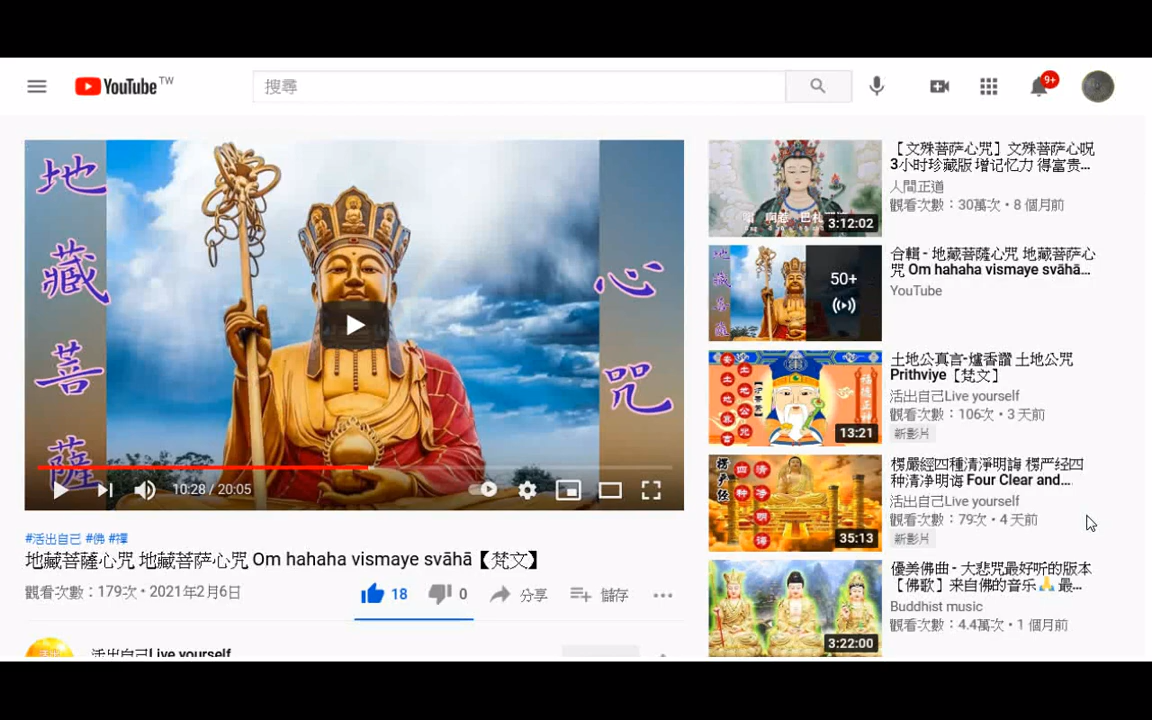 YouTube TW
搜尋
9+
地藏菩薩
心咒
10:28 / 20:05
#活出自己 #佛 #禪
地藏菩薩心咒 地藏菩萨心咒 Om hahaha vismaye svāhā【梵文】
觀看次數：179次・2021年2月6日
18
0
分享
儲存
活出自己Live yourself
3:12:02
【文殊菩萨心咒】文殊菩萨心呪
3小时珍藏版 增记忆力 得富贵...
人間正道
觀看次數：30萬次・8 個月前
50+
合輯 - 地藏菩薩心咒 地藏菩萨心
咒 Om hahaha vismaye svāhā...
YouTube
13:21
土地公真言-爐香讚 土地公咒
Prithviye【梵文】
活出自己Live yourself
觀看次數：106次・3 天前
新影片
楞严经
四种
清净明诲
35:13
楞嚴經四種清淨明誨 楞严经四
种清净明诲 Four Clear and...
活出自己Live yourself
觀看次數：79次・4 天前
新影片
3:22:00
優美佛曲 - 大悲咒最好听的版本
【佛歌】来自佛的音乐🙏 最...
Buddhist music
觀看次數：4.4萬次・1 個月前